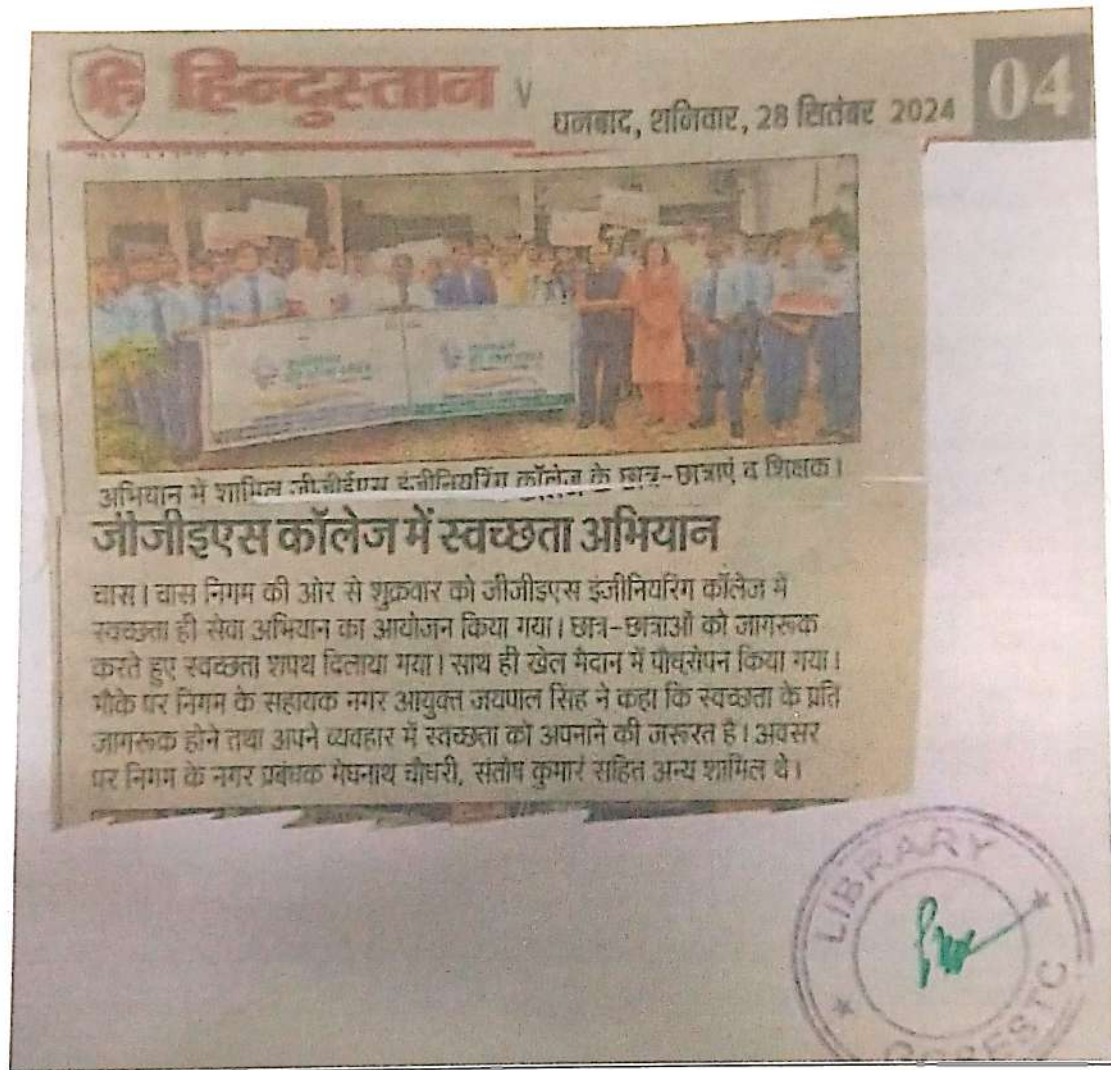 हि हिन्दुस्तान v
धनबाद, शनिवार, 28 सितंबर 2024
04
अभियान में शामिल जीजीईएस इंजीनियरिंग कॉलेज के छात्र-छात्राएं व शिक्षक।
जीजीइएस कॉलेज में स्वच्छता अभियान
चास। चास निगम की ओर से शुक्रवार को जीजीइएस इंजीनियरिंग कॉलेज में
स्वच्छता ही सेवा अभियान का आयोजन किया गया। छात्र-छात्राओं को जागरूक
करते हुए स्वच्छता शपथ दिलाया गया। साथ ही खेल मैदान में पौधरोपन किया गया।
मौके पर निगम के सहायक नगर आयुक्त जयपाल सिंह ने कहा कि स्वच्छता के प्रति
जागरूक होने तथा अपने व्यवहार में स्वच्छता को अपनाने की जरूरत है। अवसर
पर निगम के नगर प्रबंधक मेघनाथ चौधरी, संतोष कुमार सहित अन्य शामिल थे।
LIBRARY